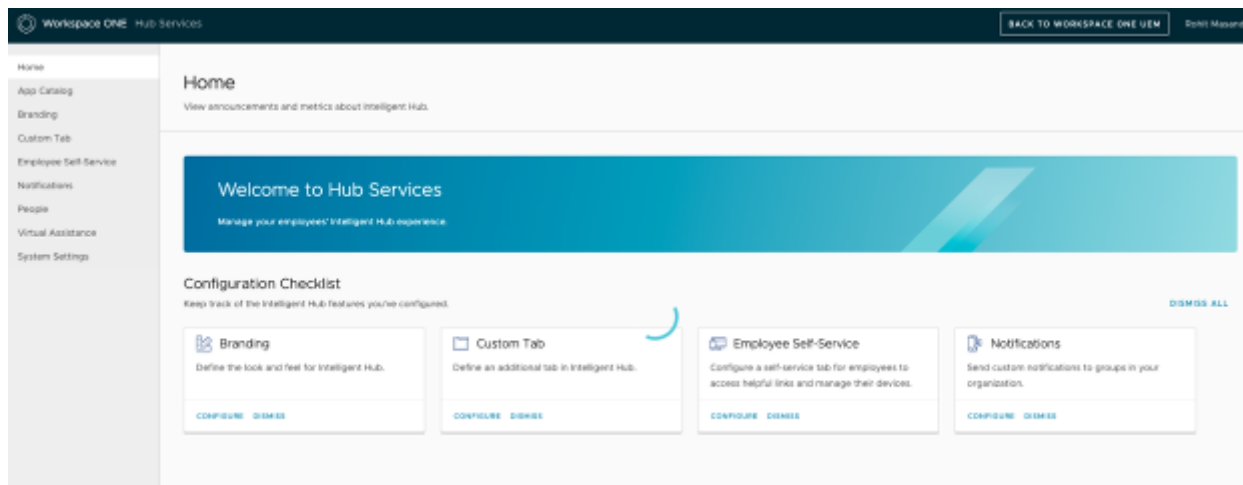 Workspace ONE Hub Services
BACK TO WORKSPACE ONE UEM
Rohit Masand
Home
App Catalog
Branding
Custom Tab
Employee Self-Service
Notifications
People
Virtual Assistance
System Settings
Home
View announcements and metrics about Intelligent Hub.
Welcome to Hub Services
Manage your employees' Intelligent Hub experience.
Configuration Checklist
Keep track of the Intelligent Hub features you've configured.
DISMISS ALL
Branding
Define the look and feel for Intelligent Hub.
CONFIGURE DISMISS
Custom Tab
Define an additional tab in Intelligent Hub.
CONFIGURE DISMISS
Employee Self-Service
Configure a self-service tab for employees to
access helpful links and manage their devices.
CONFIGURE DISMISS
Notifications
Send custom notifications to groups in your
organization.
CONFIGURE DISMISS